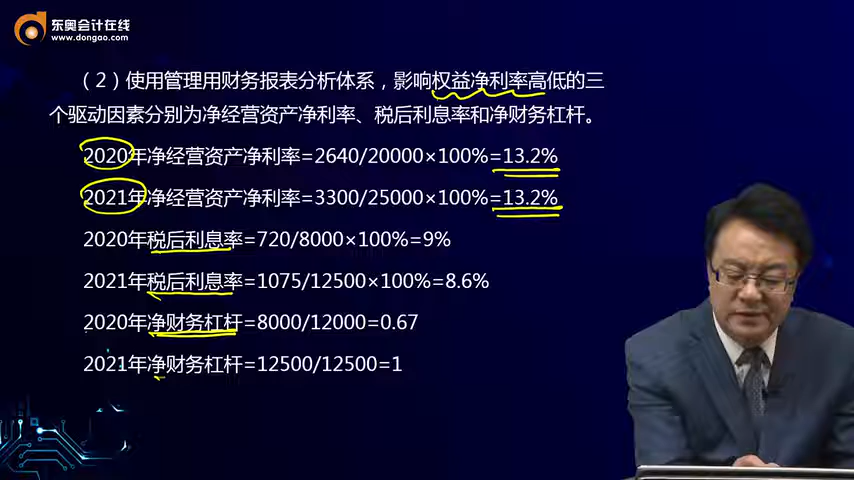 东奥会计在线
www.dongao.com
（2）使用管理用财务报表分析体系，影响权益净利率高低的三
个驱动因素分别为净经营资产净利率、税后利息率和净财务杠杆。
2020年净经营资产净利率=2640/20000×100%=13.2%
2021年净经营资产净利率=3300/25000×100%=13.2%
2020年税后利息率=720/8000×100%=9%
2021年税后利息率=1075/12500×100%=8.6%
2020年净财务杠杆=8000/12000=0.67
2021年净财务杠杆=12500/12500=1